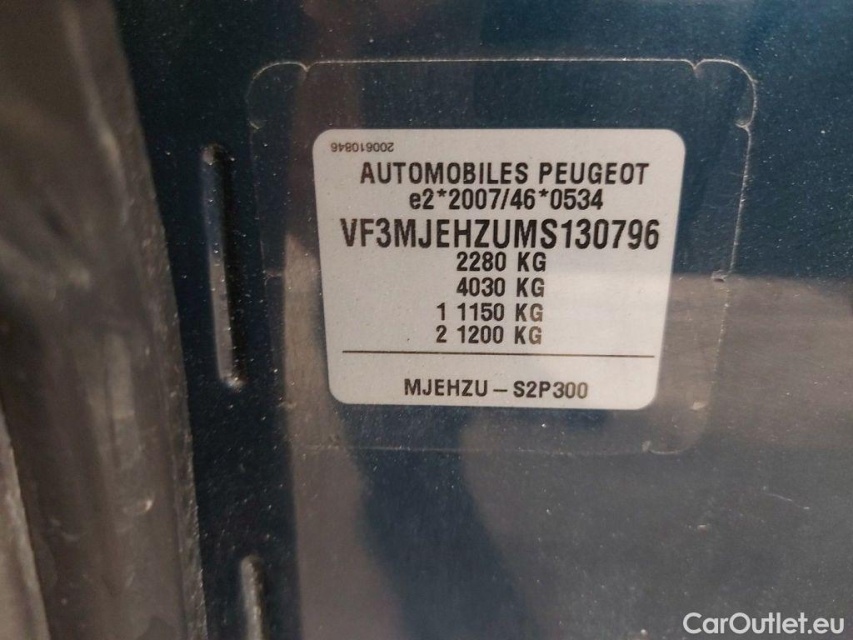 200610846
AUTOMOBILES PEUGEOT
e2*2007/46*0534
VF3MJEHZUMS130796
2280 KG
4030 KG
1 1150 KG
2 1200 KG
MJEHZU – S2P300
CarOutlet.eu